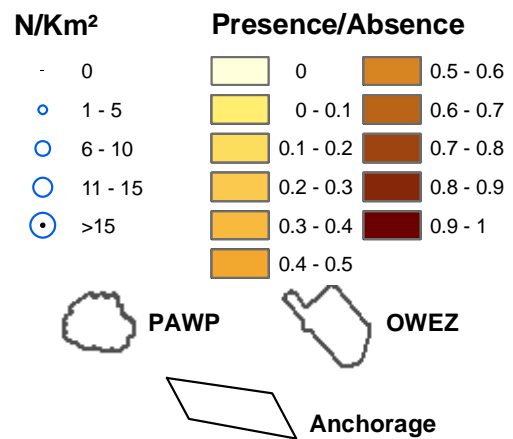 N/Km²
0
1 - 5
6 - 10
11 - 15
>15
Presence/Absence
0
0 - 0.1
0.1 - 0.2
0.2 - 0.3
0.3 - 0.4
0.4 - 0.5
0.5 - 0.6
0.6 - 0.7
0.7 - 0.8
0.8 - 0.9
0.9 - 1
PAWP
OWEZ
Anchorage